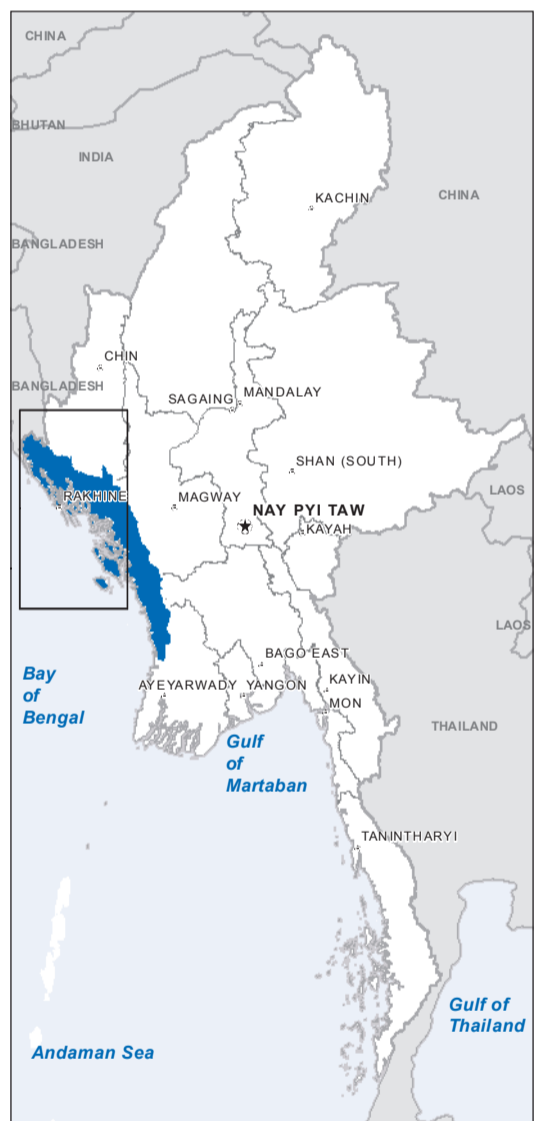 CHINA
BHUTAN
INDIA
KACHIN
CHINA
BANGLADESH
CHIN
BANGLADESH
SAGAING
MANDALAY
SHAN (SOUTH)
LAOS
RAKHINE
MAGWAY
NAY PYI TAW
KAYAH
LAOS
BAGO EAST
Bay
of
Bengal
AYEYARWADY
YANGON
KAYIN
MON
THAILAND
Gulf
of
Martaban
TANINTHARYI
Gulf of
Thailand
Andaman Sea